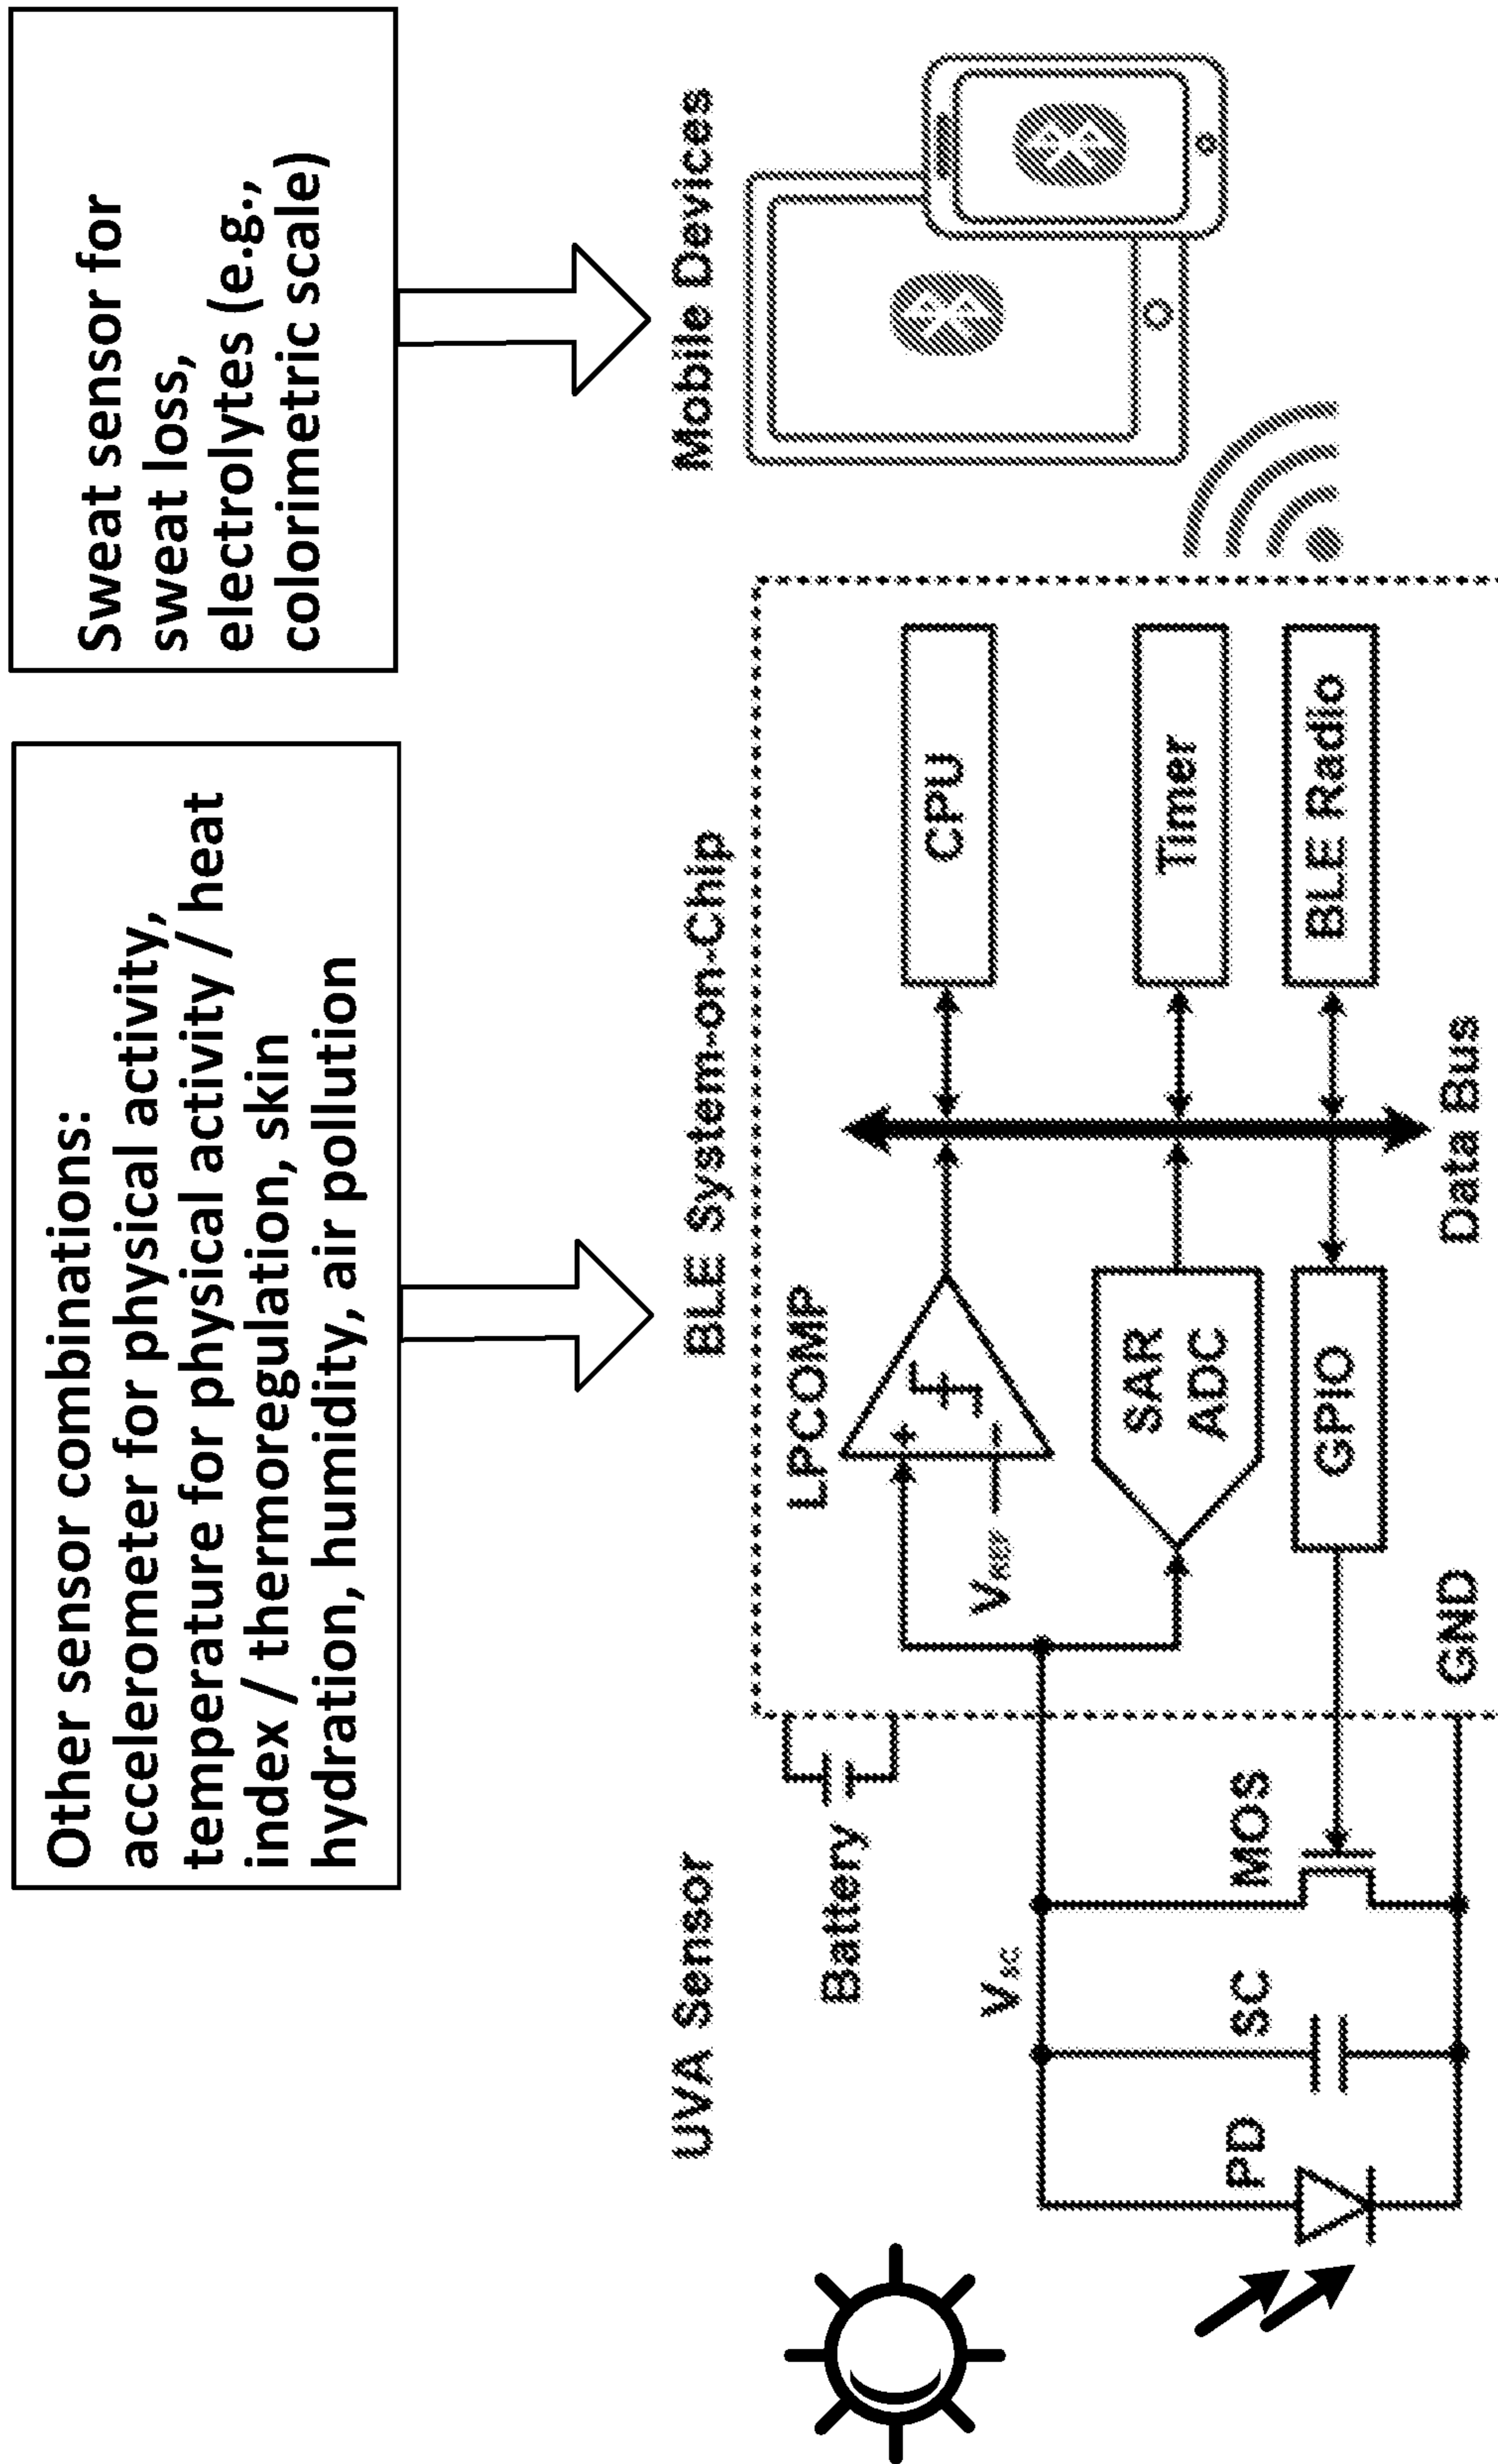 Other sensor combinations:
accelerometer for physical activity,
temperature for physical activity / heat
index / thermoregulation, skin
hydration, humidity, air pollution
Sweat sensor for
sweat loss,
electrolytes (e.g.,
colorimetric scale)
UVA Sensor
BLE System-on-Chip
Mobile Devices
Battery
LPCOMP
+
CPU
VSC
VREF
SAR
ADC
Timer
PD
SC
MOS
GPIO
BLE Radio
GND
Data Bus